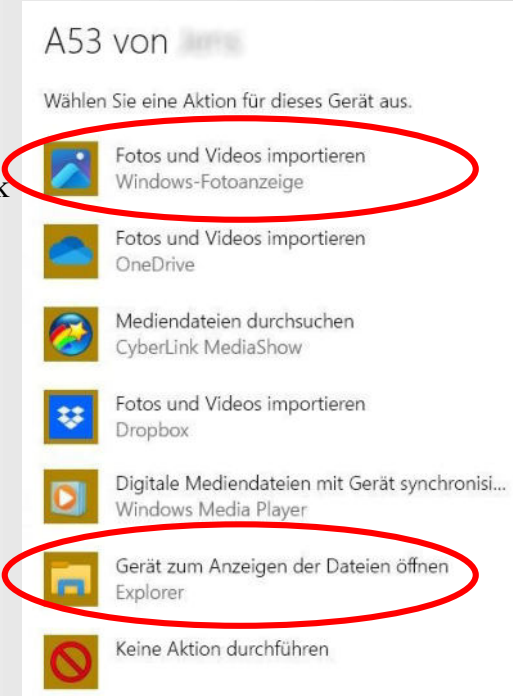 A53 von
Wählen Sie eine Aktion für dieses Gerät aus.
Fotos und Videos importieren
Windows-Fotoanzeige
k
Fotos und Videos importieren
OneDrive
Mediendateien durchsuchen
CyberLink MediaShow
Fotos und Videos importieren
Dropbox
Digitale Mediendateien mit Gerät synchronisi...
Windows Media Player
Gerät zum Anzeigen der Dateien öffnen
Explorer
Keine Aktion durchführen